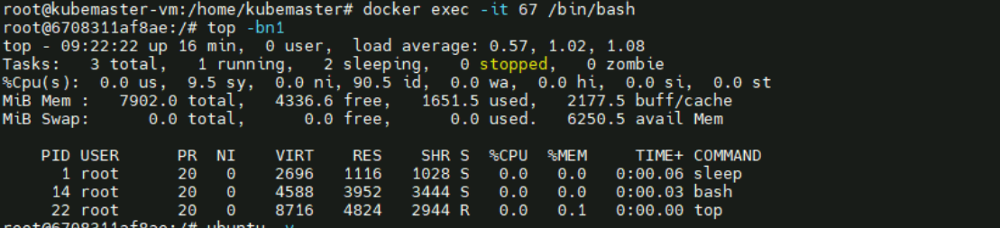 root@kubemaster-vm:/home/kubemaster# docker exec -it 67 /bin/bash
root@6708311af8ae:/# top -bn1
top - 09:22:22 up 16 min,  0 user,  load average: 0.57, 1.02, 1.08
Tasks:   3 total,   1 running,   2 sleeping,   0 stopped,   0 zombie
%Cpu(s):  0.0 us,  9.5 sy,  0.0 ni, 90.5 id,  0.0 wa,  0.0 hi,  0.0 si,  0.0 st
MiB Mem :   7902.0 total,   4336.6 free,   1651.5 used,   2177.5 buff/cache
MiB Swap:      0.0 total,      0.0 free,      0.0 used.   6250.5 avail Mem
PID USER      PR  NI    VIRT    RES    SHR S  %CPU  %MEM     TIME+ COMMAND
1 root      20   0    2696   1116   1028 S   0.0   0.0   0:00.06 sleep
14 root      20   0    4588   3952   3444 S   0.0   0.0   0:00.03 bash
22 root      20   0    8716   4824   2944 R   0.0   0.1   0:00.00 top
root@6708311af8ae:/# ubuntu -v